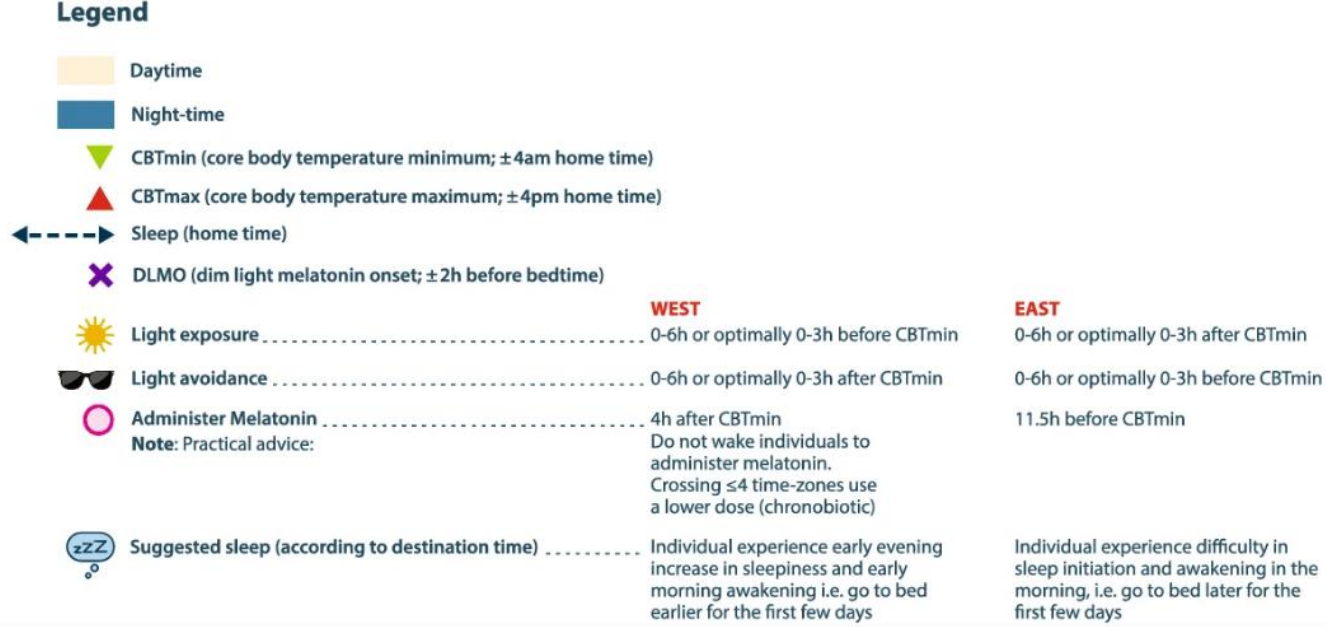 Legend
Daytime
Night-time
CBTmin (core body temperature minimum; ±4am home time)
CBTmax (core body temperature maximum; ±4pm home time)
Sleep (home time)
DLMO (dim light melatonin onset; ±2h before bedtime)
WEST EAST
Light exposure 0-6h or optimally 0-3h before CBTmin 0-6h or optimally 0-3h after CBTmin
Light avoidance 0-6h or optimally 0-3h after CBTmin 0-6h or optimally 0-3h before CBTmin
Administer Melatonin 4h after CBTmin 11.5h before CBTmin
Note: Practical advice: Do not wake individuals to
administer melatonin.
Crossing ≤4 time-zones use
a lower dose (chronobiotic)
zZZ Suggested sleep (according to destination time) Individual experience early evening Individual experience difficulty in
increase in sleepiness and early sleep initiation and awakening in the
morning awakening i.e. go to bed morning, i.e. go to bed later for the
earlier for the first few days first few days